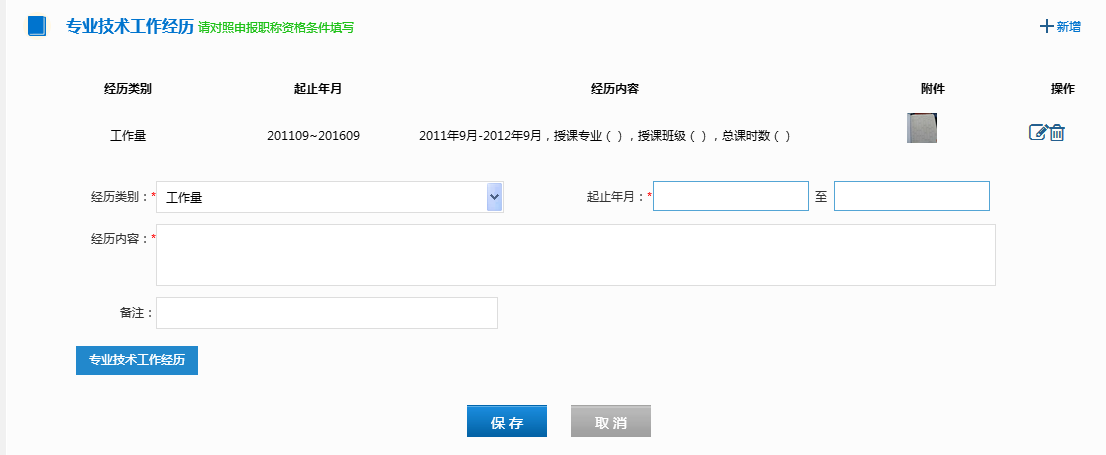 专业技术工作经历 请对照申报职称资格条件填写 新增
经历类别 起止年月 经历内容 附件 操作
工作量 201109~201609 2011年9月-2012年9月，授课专业（ ），授课班级（ ），总课时数（ ）
经历类别：* 工作量 起止年月：* 至
经历内容：*
备注：
专业技术工作经历
保存 取消